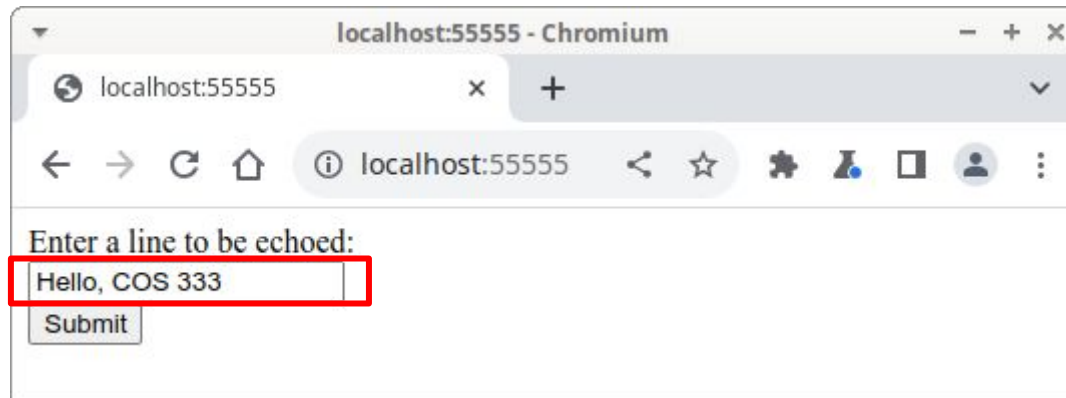 localhost:55555 - Chromium
localhost:55555
localhost:55555
Enter a line to be echoed:
Hello, COS 333
Submit